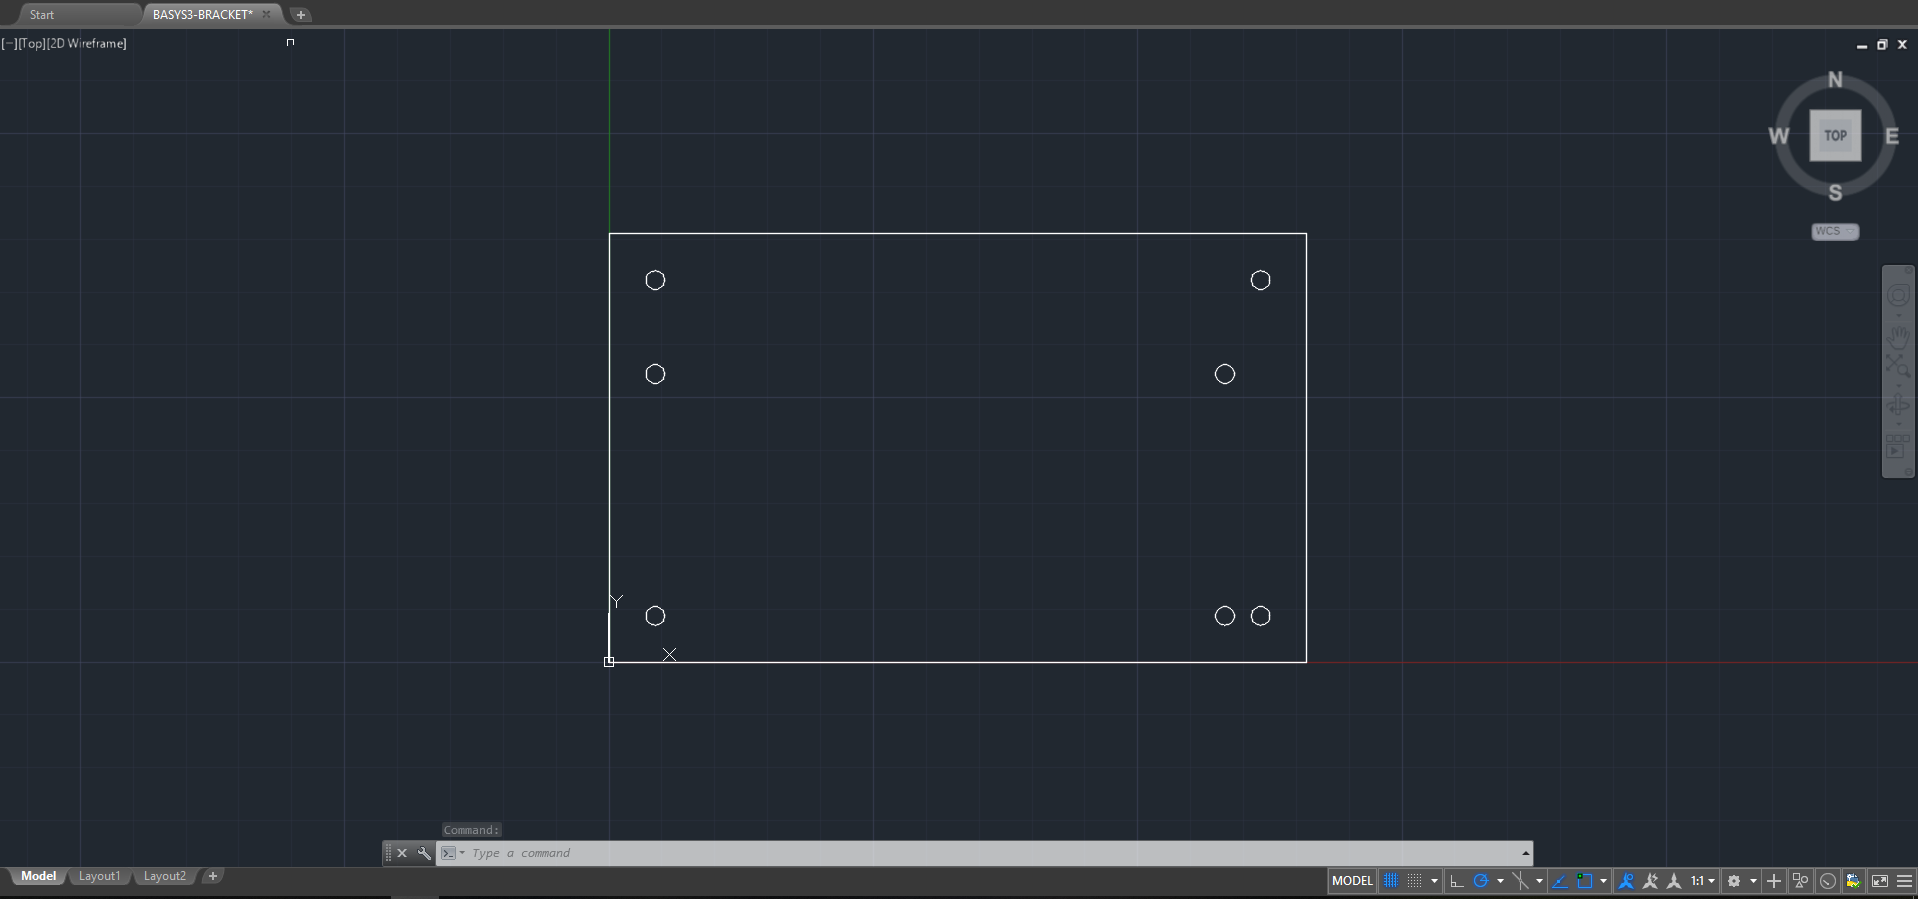 Start
BASYS3-BRACKET*
[−][Top][2D Wireframe]
N
W
TOP
E
S
WCS
Y
X
Command:
Type a command
Model
Layout1
Layout2
MODEL
1:1